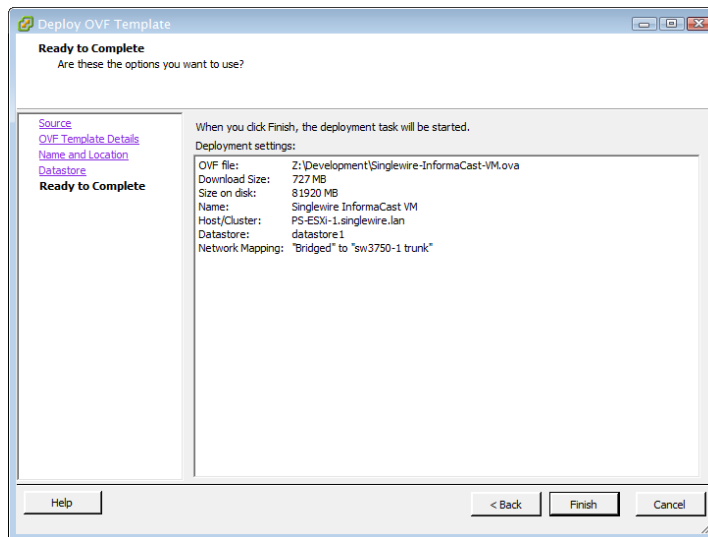 Deploy OVF Template
Ready to Complete
Are these the options you want to use?
Source
OVF Template Details
Name and Location
Datastore
Ready to Complete
When you click Finish, the deployment task will be started.
Deployment settings:
OVF file: Z:\Development\Singlewire-InformaCast-VM.ova
Download Size: 727 MB
Size on disk: 81920 MB
Name: Singlewire InformaCast VM
Host/Cluster: PS-ESXi-1.singlewire.lan
Datastore: datastore1
Network Mapping: "Bridged" to "sw3750-1 trunk"
Help
< Back
Finish
Cancel